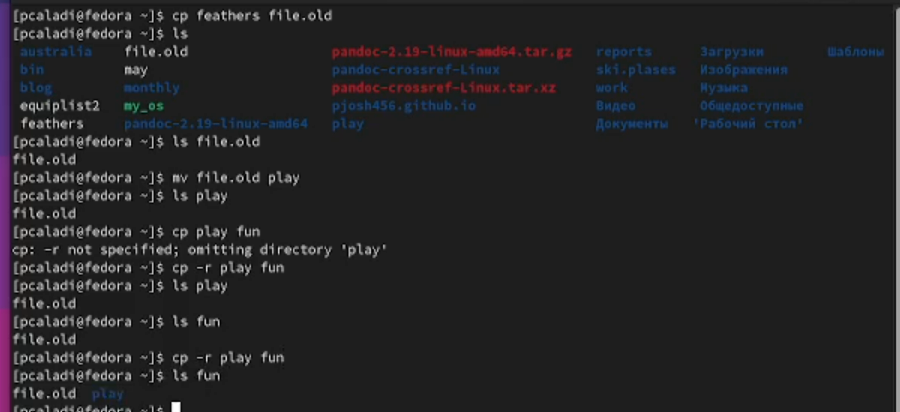 [pcaladi@fedora ~]$ cp feathers file.old
[pcaladi@fedora ~]$ ls
australia file.old pandoc-2.19-linux-amd64.tar.gz reports Загрузки Шаблоны
bin may pandoc-crossref-Linux ski.plases Изображения
blog monthly pandoc-crossref-Linux.tar.xz work Музыка
equiplist2 my_os pjosh456.github.io Видео Общедоступные
feathers pandoc-2.19-linux-amd64 play Документы 'Рабочий стол'
[pcaladi@fedora ~]$ ls file.old
file.old
[pcaladi@fedora ~]$ mv file.old play
[pcaladi@fedora ~]$ ls play
file.old
[pcaladi@fedora ~]$ cp play fun
cp: -r not specified; omitting directory 'play'
[pcaladi@fedora ~]$ cp -r play fun
[pcaladi@fedora ~]$ ls play
file.old
[pcaladi@fedora ~]$ ls fun
file.old
[pcaladi@fedora ~]$ cp -r play fun
[pcaladi@fedora ~]$ ls fun
file.old play
[pcaladi@fedora ~]$